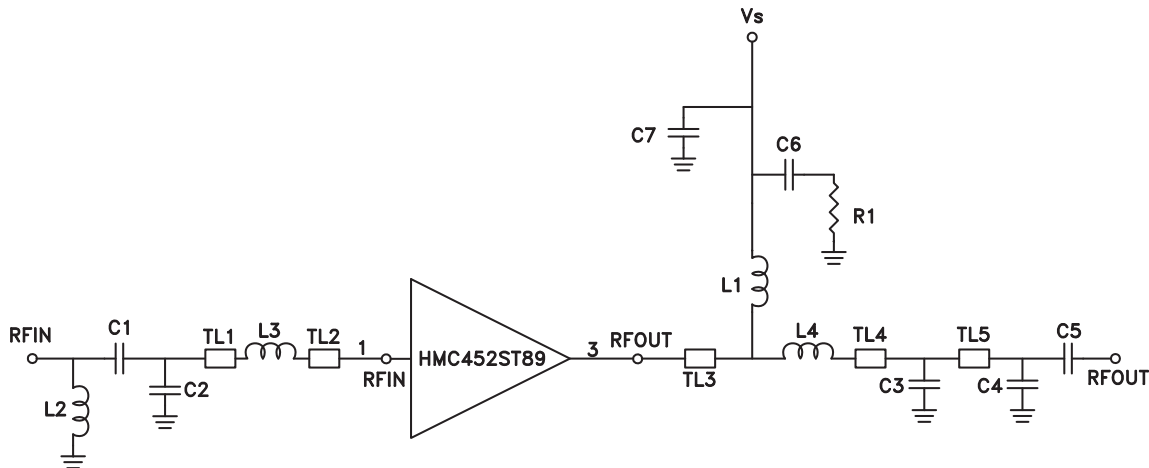 Vs
C7
C6
R1
L1
RFIN
C1
TL1
L3
TL2
1
HMC452ST89
3
RFOUT
L4
TL4
TL5
C5
RFIN
TL3
L2
C2
C3
C4
RFOUT